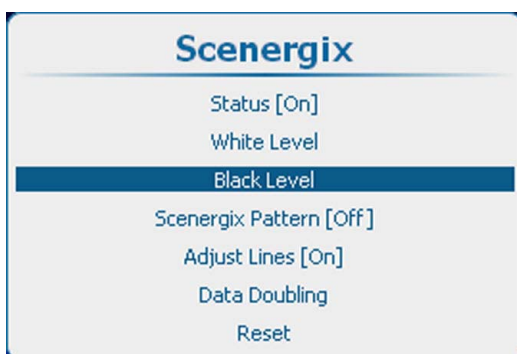 Scenergix
Status [On]
White Level
Black Level
Scenergix Pattern [Off]
Adjust Lines [On]
Data Doubling
Reset